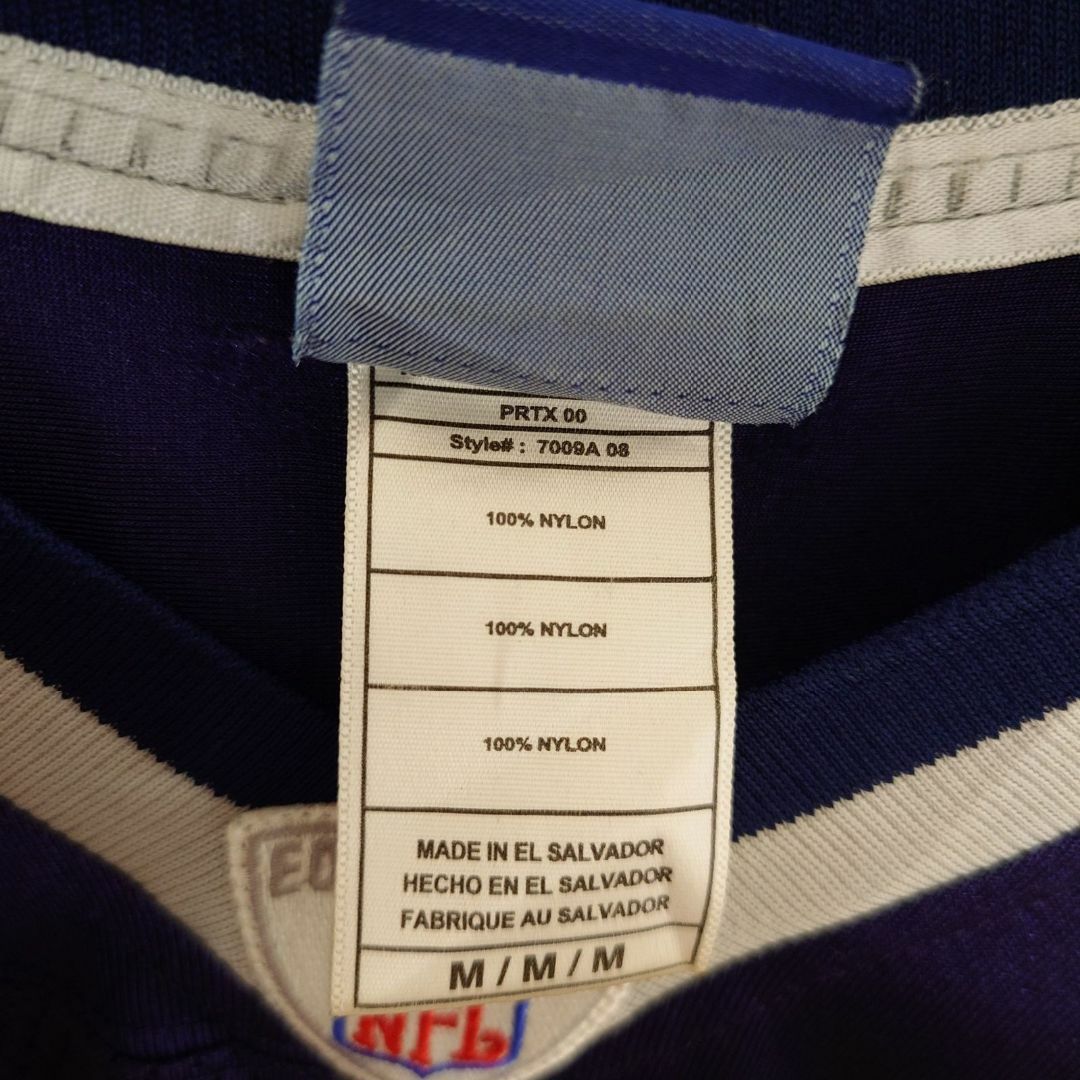 PRTX 00
Style# : 7009A 08
100% NYLON
100% NYLON
100% NYLON
MADE IN EL SALVADOR
HECHO EN EL SALVADOR
FABRIQUE AU SALVADOR
M / M / M
NFL